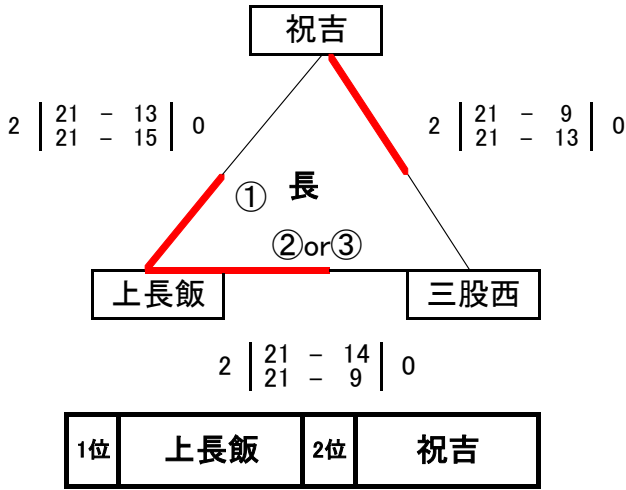 祝吉
2 | 21 - 13 | 0
21 - 15
2 | 21 - 9 | 0
21 - 13
① 長
②or③
上長飯
三股西
2 | 21 - 14 | 0
21 - 9
1位 上長飯 2位 祝吉